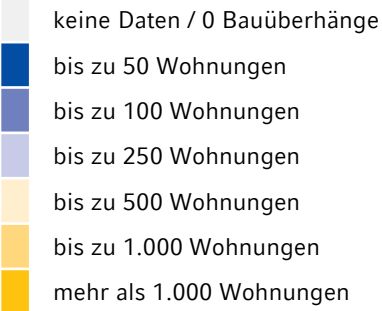 keine Daten / 0 Bauüberhänge
bis zu 50 Wohnungen
bis zu 100 Wohnungen
bis zu 250 Wohnungen
bis zu 500 Wohnungen
bis zu 1.000 Wohnungen
mehr als 1.000 Wohnungen